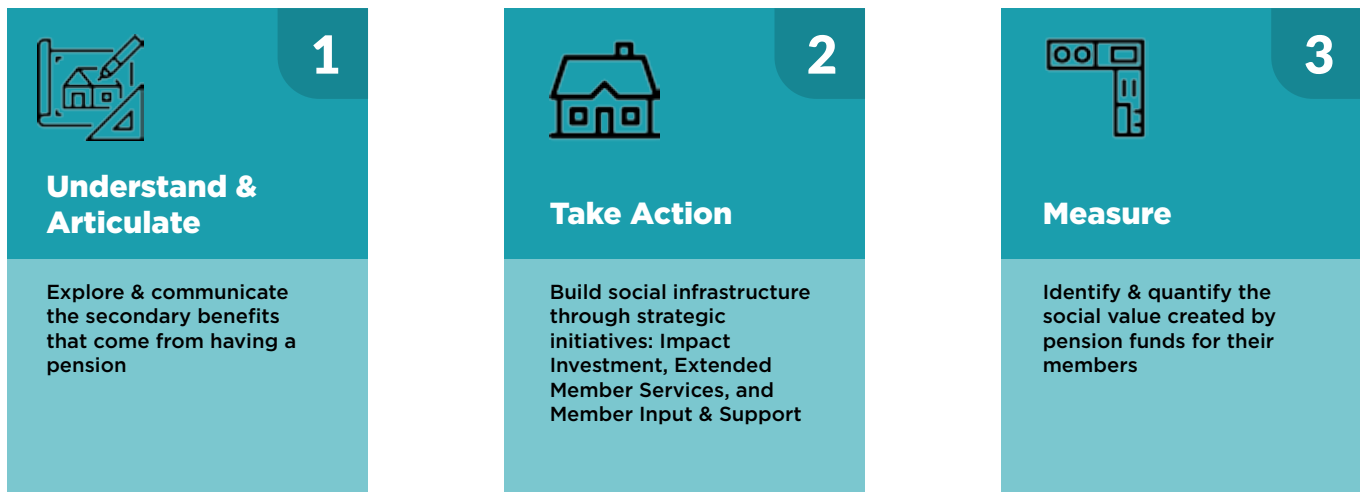 1
Understand &
Articulate
Explore & communicate
the secondary benefits
that come from having a
pension
2
Take Action
Build social infrastructure
through strategic
initiatives: Impact
Investment, Extended
Member Services, and
Member Input & Support
3
Measure
Identify & quantify the
social value created by
pension funds for their
members